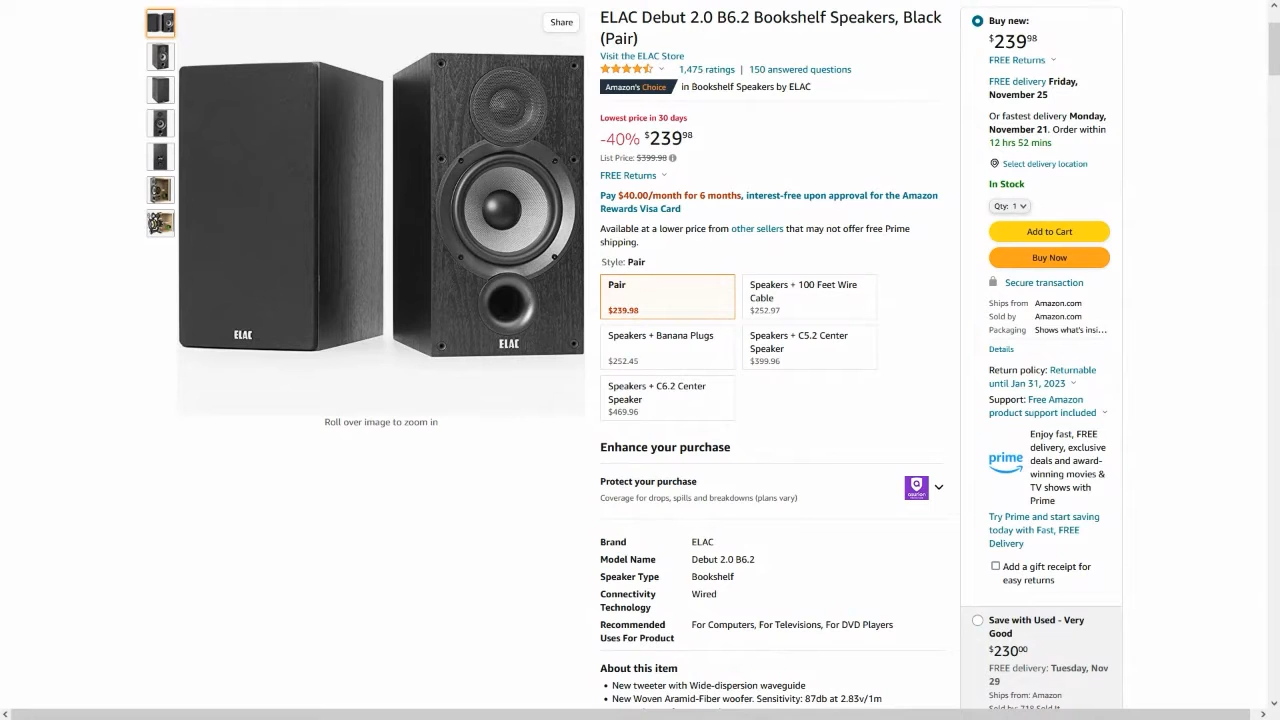 Share
ELAC
ELAC
Roll over image to zoom in
ELAC Debut 2.0 B6.2 Bookshelf Speakers, Black
(Pair)
Visit the ELAC Store
1,475 ratings | 150 answered questions
Amazon's Choice in Bookshelf Speakers by ELAC
Lowest price in 30 days
-40% $239 98
List Price: $399.98
FREE Returns
Pay $40.00/month for 6 months, interest-free upon approval for the Amazon
Rewards Visa Card
Available at a lower price from other sellers that may not offer free Prime
shipping.
Style: Pair
Pair
$239.98
Speakers + 100 Feet Wire
Cable
$252.97
Speakers + Banana Plugs
$252.45
Speakers + C5.2 Center
Speaker
$399.96
Speakers + C6.2 Center
Speaker
$469.96
Enhance your purchase
Protect your purchase
Coverage for drops, spills and breakdowns (plans vary)
asurion
Brand ELAC
Model Name Debut 2.0 B6.2
Speaker Type Bookshelf
Connectivity Wired
Technology
Recommended For Computers, For Televisions, For DVD Players
Uses For Product
About this item
• New tweeter with Wide-dispersion waveguide
• New Woven Aramid-Fiber woofer. Sensitivity: 87db at 2.83v/1m
Buy new:
$239 98
FREE Returns
FREE delivery Friday,
November 25
Or fastest delivery Monday,
November 21. Order within
12 hrs 52 mins
Select delivery location
In Stock
Qty: 1
Add to Cart
Buy Now
Secure transaction
Ships from Amazon.com
Sold by Amazon.com
Packaging Shows what's insi...
Details
Return policy: Returnable
until Jan 31, 2023
Support: Free Amazon
product support included
prime
Enjoy fast, FREE
delivery, exclusive
deals and award-
winning movies &
TV shows with
Prime
Try Prime and start saving
today with Fast, FREE
Delivery
Add a gift receipt for
easy returns
Save with Used - Very
Good
$230 00
FREE delivery: Tuesday, Nov
29
Ships from: Amazon